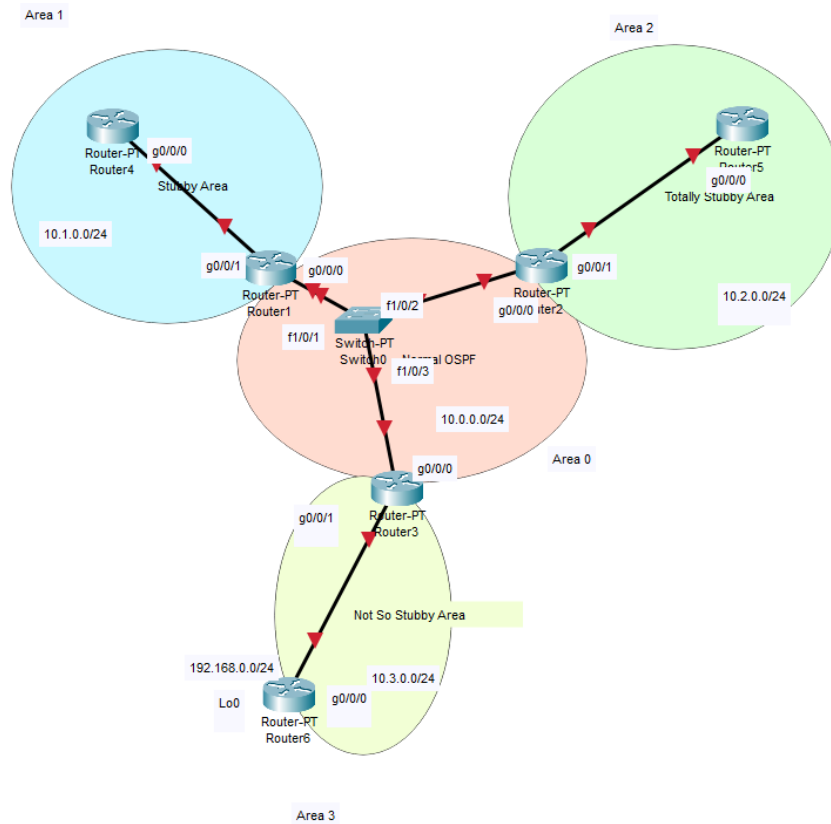 Area 1
Area 2
Router-PT
Router4
g0/0/0
Stubby Area
10.1.0.0/24
Router-PT
Router5
g0/0/0
Totally Stubby Area
10.2.0.0/24
g0/0/1
g0/0/0
Router-PT
Router1
f1/0/1
f1/0/2
Switch-PT
Switch0
Normal OSPF
f1/0/3
g0/0/1
Router-PT
g0/0/0
10.0.0.0/24
Area 0
g0/0/0
g0/0/1
Router-PT
Router3
Not So Stubby Area
192.168.0.0/24
10.3.0.0/24
Lo0
g0/0/0
Router-PT
Router6
Area 3